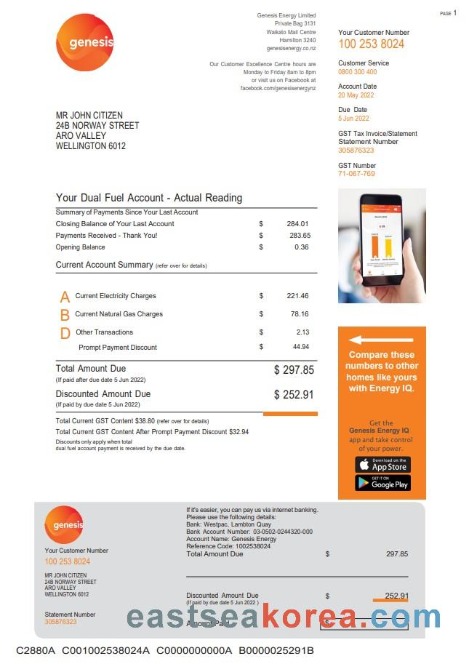 PAGE 1
genesis
Genesis Energy Limited
Private Bag 3131
Waikato Mail Centre
Hamilton 3240
genesisenergy.co.nz
Our Customer Excellence Centre hours are
Monday to Friday 8am to 8pm
or visit us on Facebook at
facebook.com/genesisenergynz
Your Customer Number
100 253 8024
Customer Service
0800 300 400
Account Date
20 May 2022
Due Date
5 Jun 2022
GST Tax Invoice/Statement
Statement Number
305876323
GST Number
71-067-769
MR JOHN CITIZEN
24B NORWAY STREET
ARO VALLEY
WELLINGTON 6012
Your Dual Fuel Account - Actual Reading
Summary of Payments Since Your Last Account
Closing Balance of Your Last Account $ 284.01
Payments Received - Thank You! $ 283.65
Opening Balance $ 0.36
Current Account Summary (refer over for details)
A Current Electricity Charges $ 221.46
B Current Natural Gas Charges $ 78.16
D Other Transactions $ 2.13
Prompt Payment Discount $ 44.94
Total Amount Due $ 297.85
(If paid after due date 5 Jun 2022)
Discounted Amount Due $ 252.91
(If paid by due date 5 Jun 2022)
Total Current GST Content $38.80 (refer over for details)
Total Current GST Content After Prompt Payment Discount $32.94
Discounts only apply when total
dual fuel account payment is received by the due date.
Compare these
numbers to other
homes like yours
with Energy IQ.
Get the
Genesis Energy IQ
app and take control
of your power.
Download on the
App Store
GET IT ON
Google Play
genesis
Your Customer Number
100 253 8024
MR JOHN CITIZEN
24B NORWAY STREET
ARO VALLEY
WELLINGTON 6012
Statement Number
305876323
If it's easier, you can pay us via internet banking.
Please use the following details:
Bank: Westpac, Lambton Quay
Bank Account Number: 03-0502-0244320-000
Account Name: Genesis Energy
Reference Code: 1002538024
Total Amount Due $ 297.85
Discounted Amount Due $ 252.91
(If paid by due date 5 Jun 2022 )
Amount Paid $
eastseakorea.com
C2880A C001002538024A C0000000000A B0000025291B